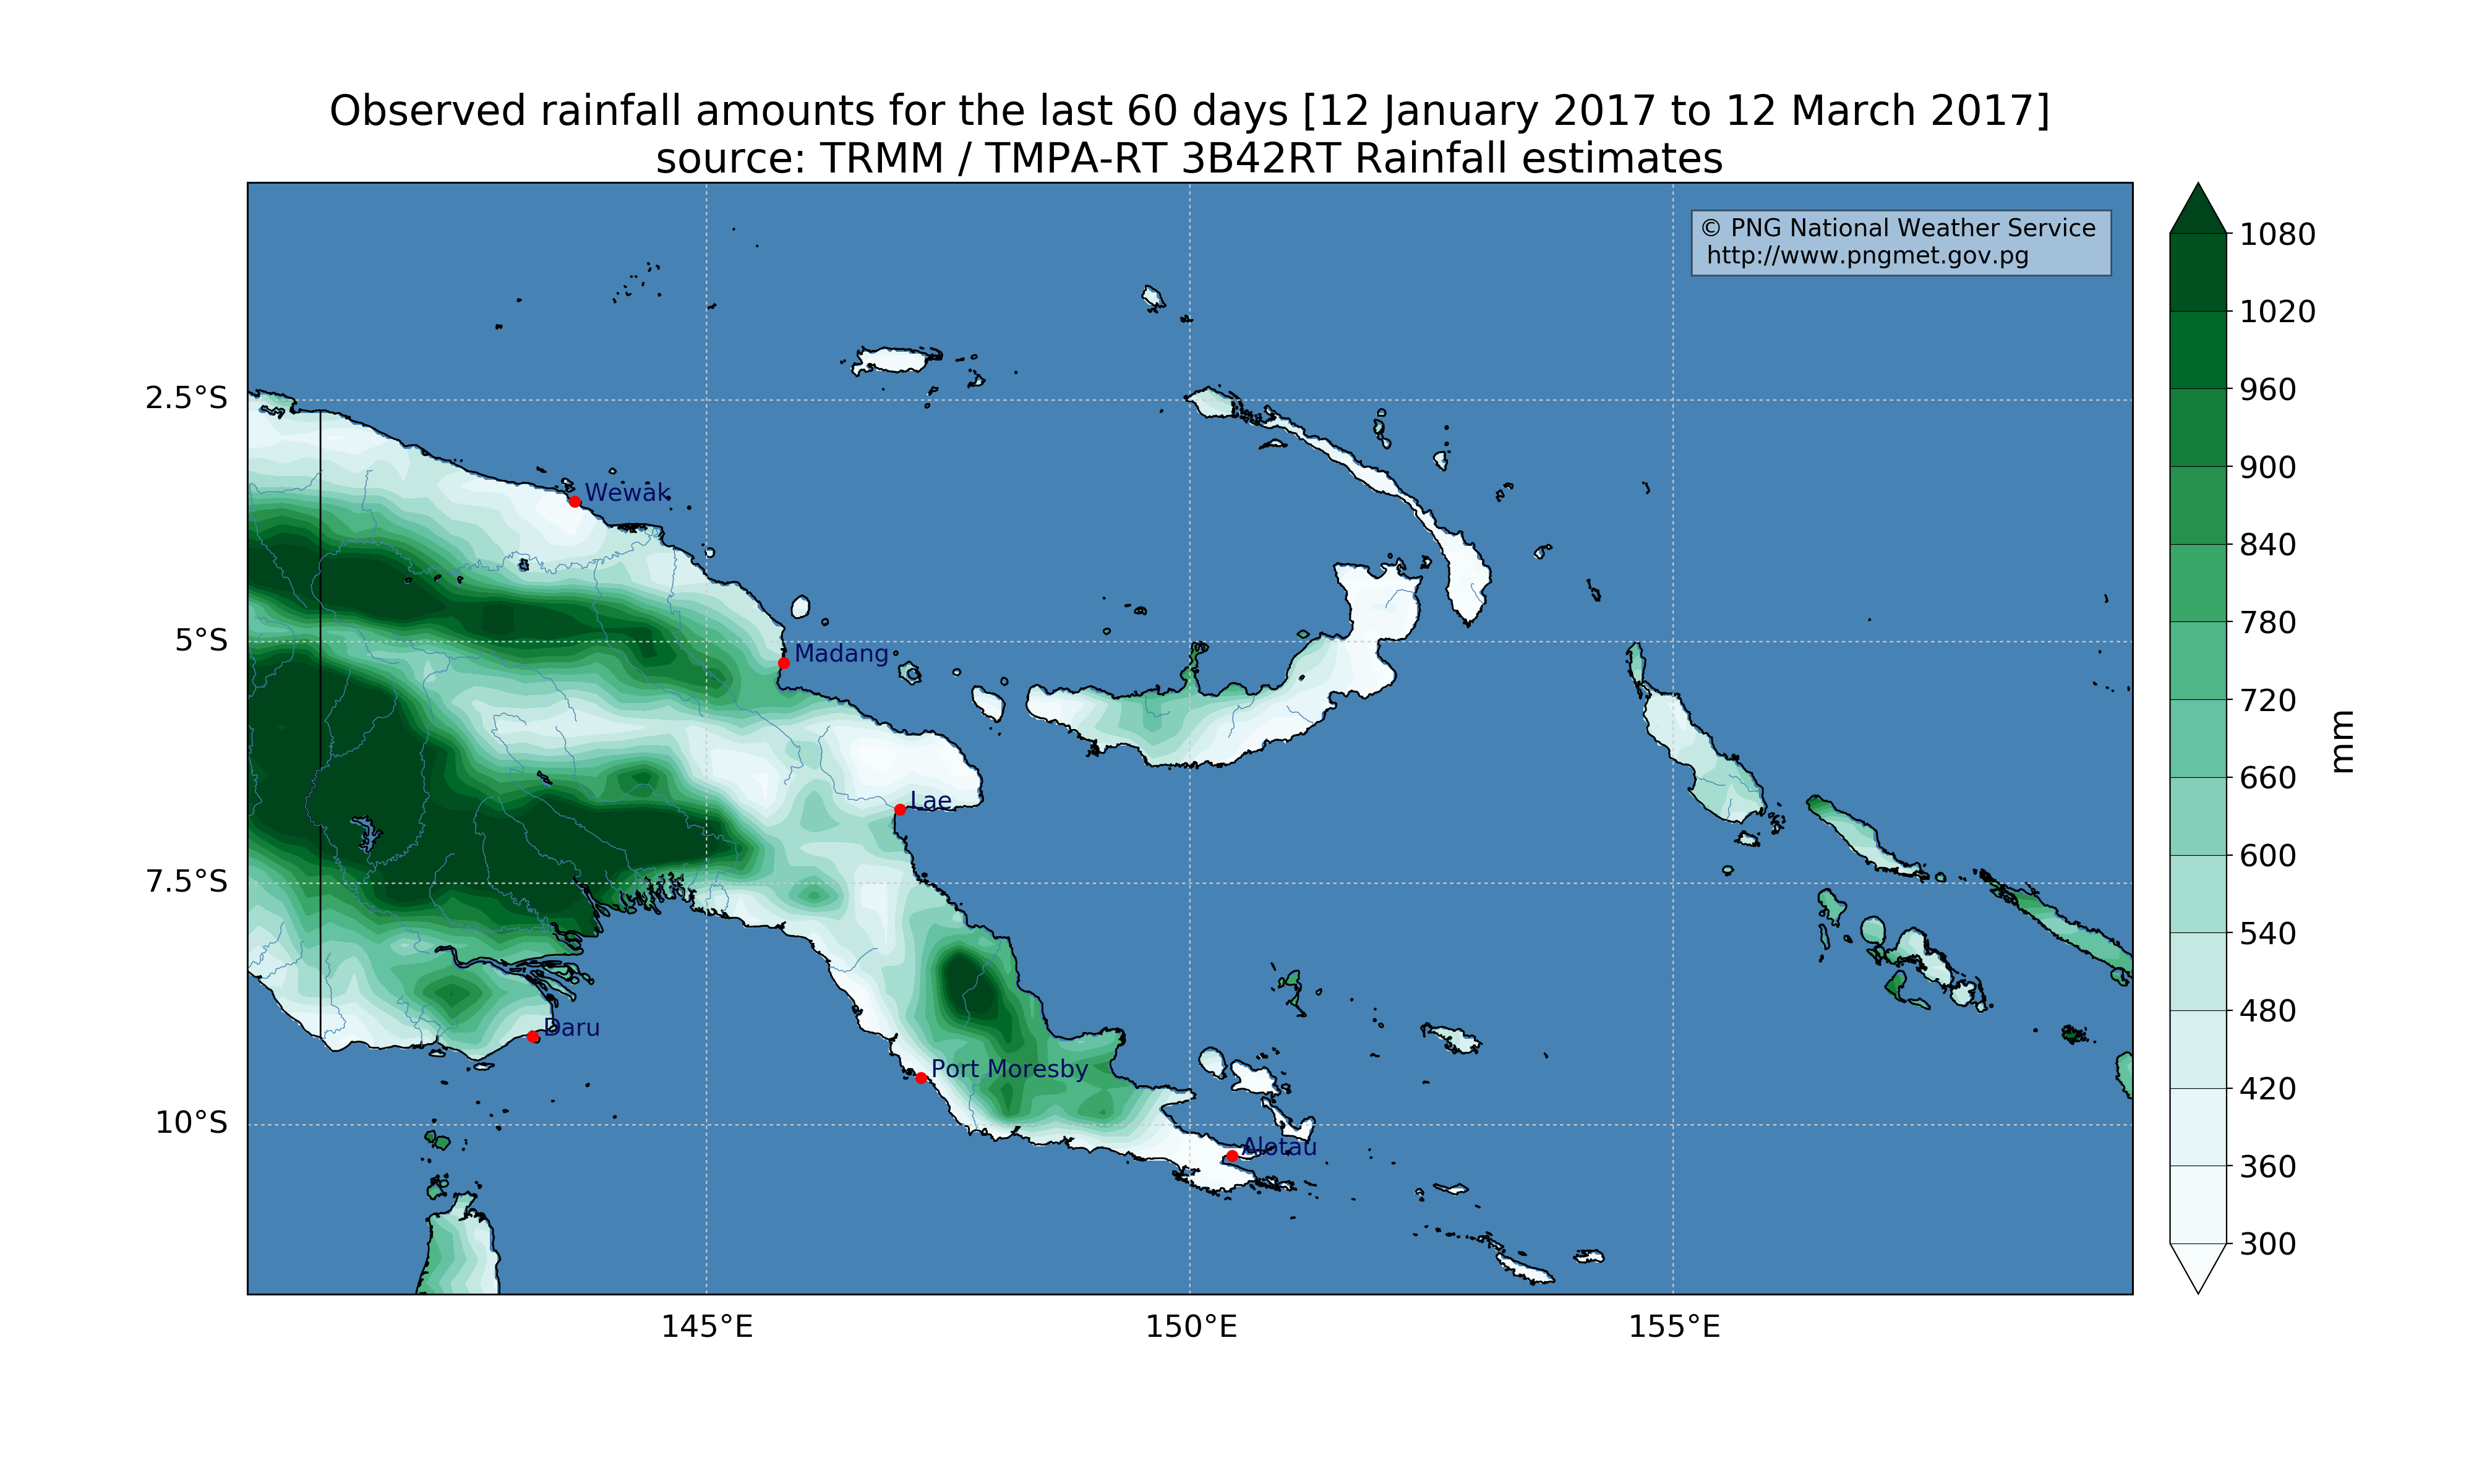 Observed rainfall amounts for the last 60 days [12 January 2017 to 12 March 2017]
source: TRMM / TMPA-RT 3B42RT Rainfall estimates
© PNG National Weather Service
http://www.pngmet.gov.pg
2.5°S
5°S
7.5°S
10°S
Wewak
Madang
Lae
Daru
Port Moresby
Alotau
145°E
150°E
155°E
1080
1020
960
900
840
780
720
660
600
540
480
420
360
300
mm